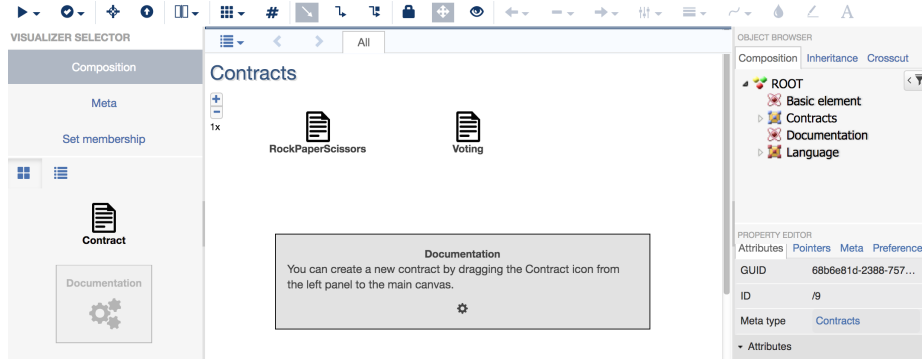 VISUALIZER SELECTOR
Composition
Meta
Set membership
Contract
Documentation
All
Contracts
1x
RockPaperScissors
Voting
Documentation
You can create a new contract by dragging the Contract icon from
the left panel to the main canvas.
OBJECT BROWSER
Composition Inheritance Crosscut
ROOT
Basic element
Contracts
Documentation
Language
PROPERTY EDITOR
Attributes Pointers Meta Preference
GUID 68b6e81d-2388-757...
ID /9
Meta type Contracts
Attributes